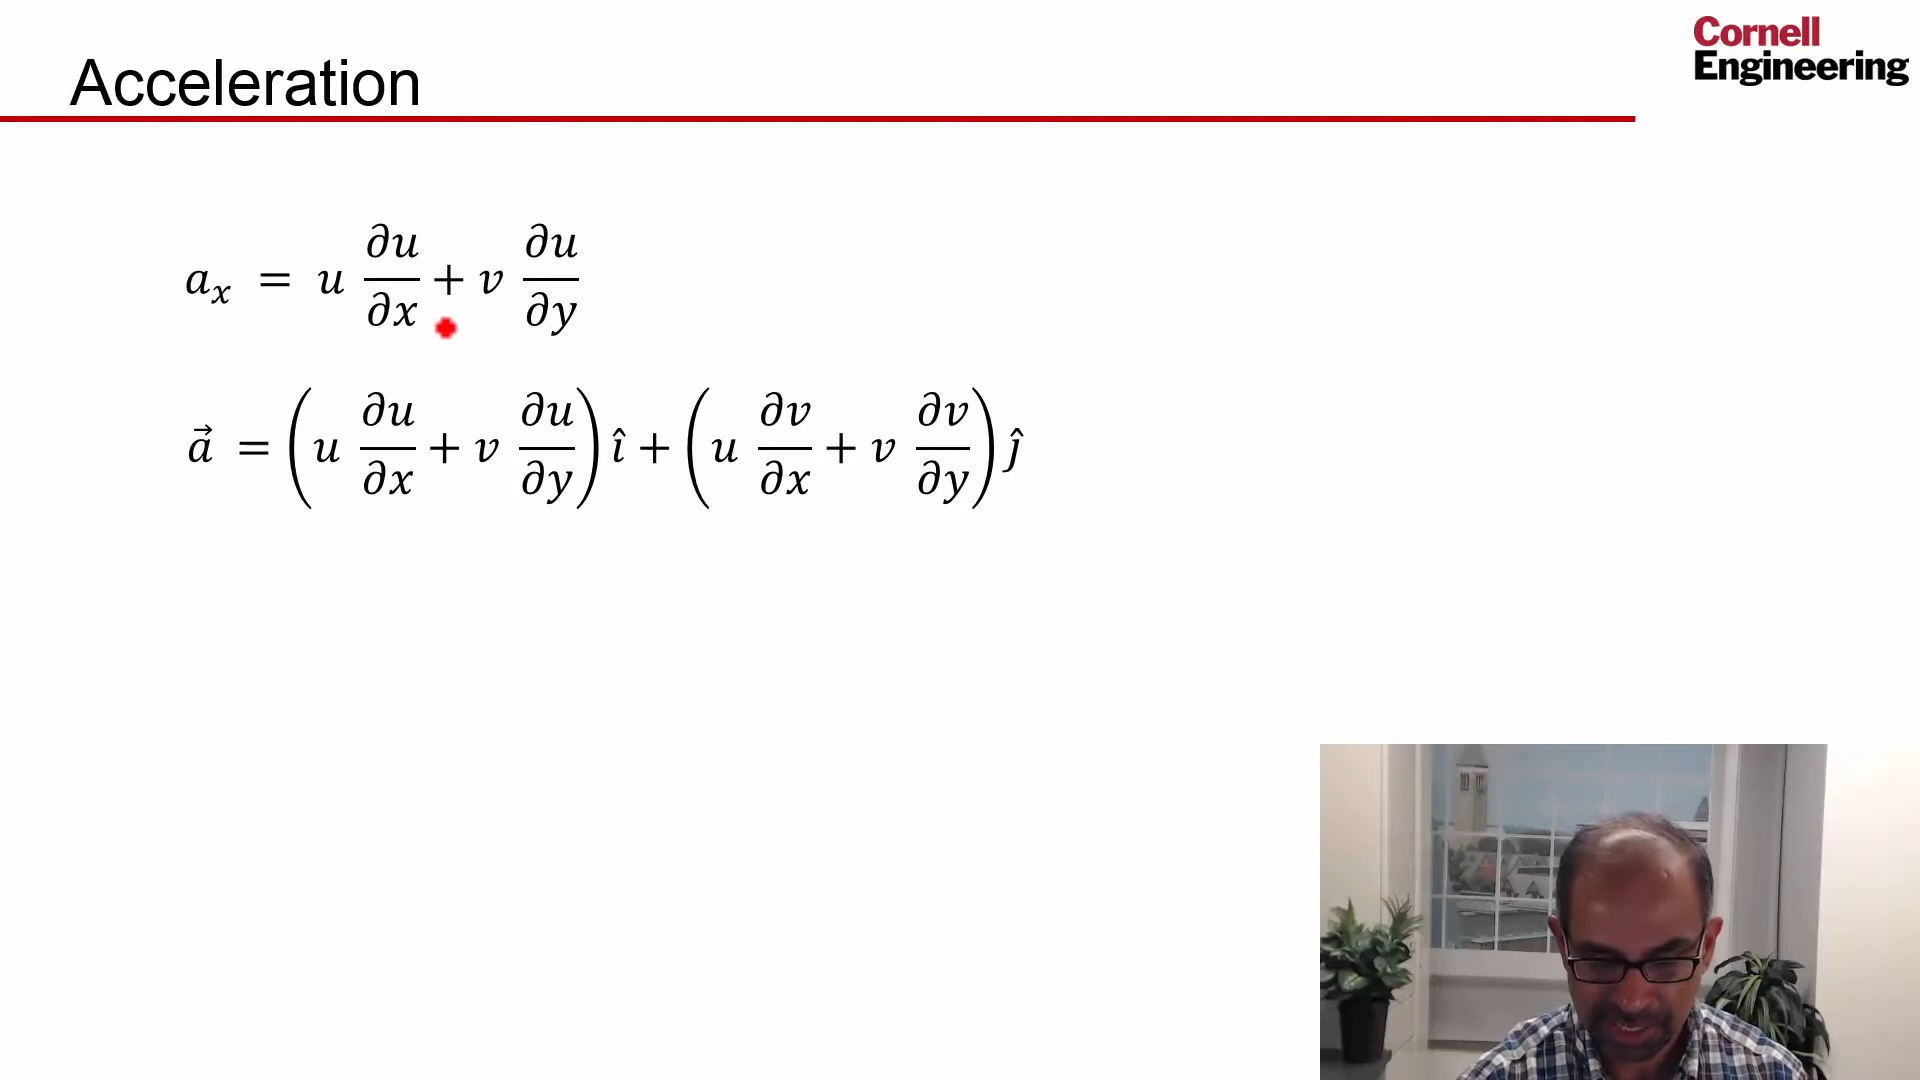 Cornell
Engineering
Acceleration
a_x = u ∂u/∂x + v ∂u/∂y
a⃗ = (u ∂u/∂x + v ∂u/∂y) î + (u ∂v/∂x + v ∂v/∂y) ĵ